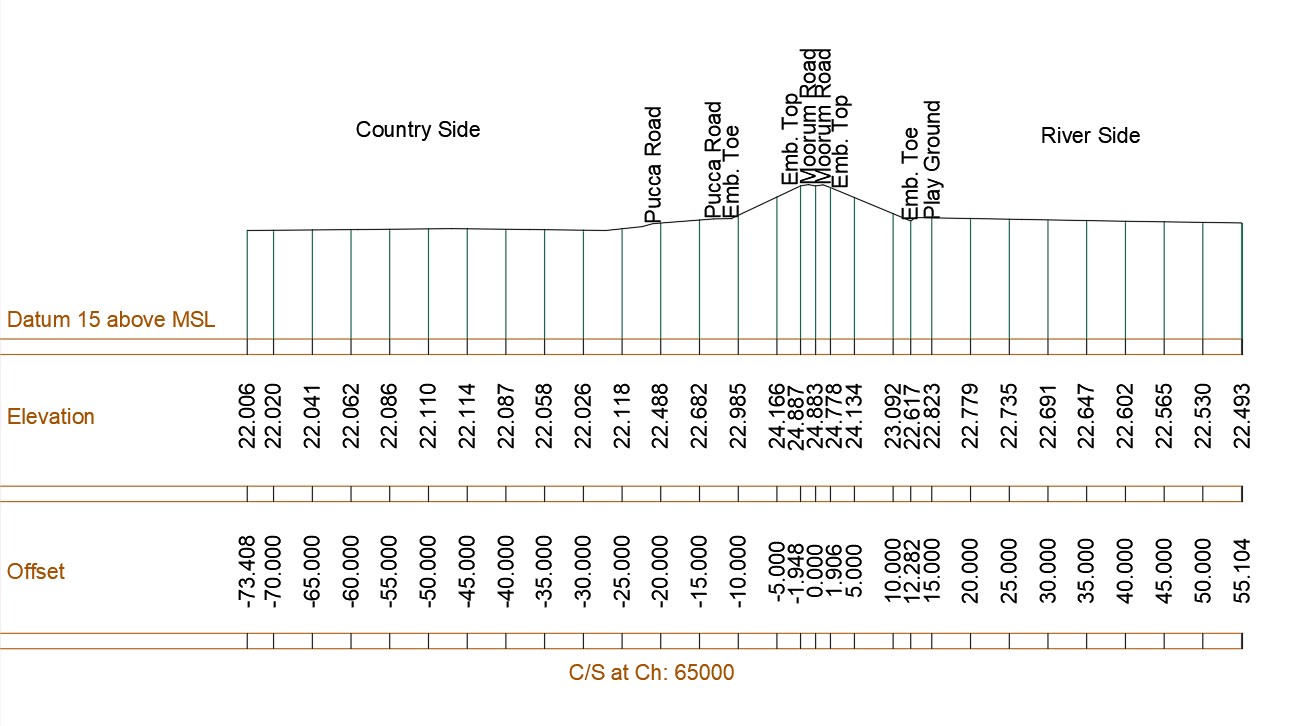 Country Side
River Side
Pucca Road
Pucca Road
Emb. Toe
Emb. Top
Moorum Road
Moorum Road
Emb. Top
Emb. Toe
Play Ground
Datum 15 above MSL
Elevation
22.006 22.020 22.041 22.062 22.086 22.110 22.114 22.087 22.058 22.026 22.118 22.488 22.682 22.985 24.166 24.887 24.883 24.778 24.134 23.092 22.617 22.823 22.779 22.735 22.691 22.647 22.602 22.565 22.530 22.493
Offset
-73.408 -70.000 -65.000 -60.000 -55.000 -50.000 -45.000 -40.000 -35.000 -30.000 -25.000 -20.000 -15.000 -10.000 -5.000 -1.948 0.000 1.906 5.000 10.000 12.282 15.000 20.000 25.000 30.000 35.000 40.000 45.000 50.000 55.104
C/S at Ch: 65000